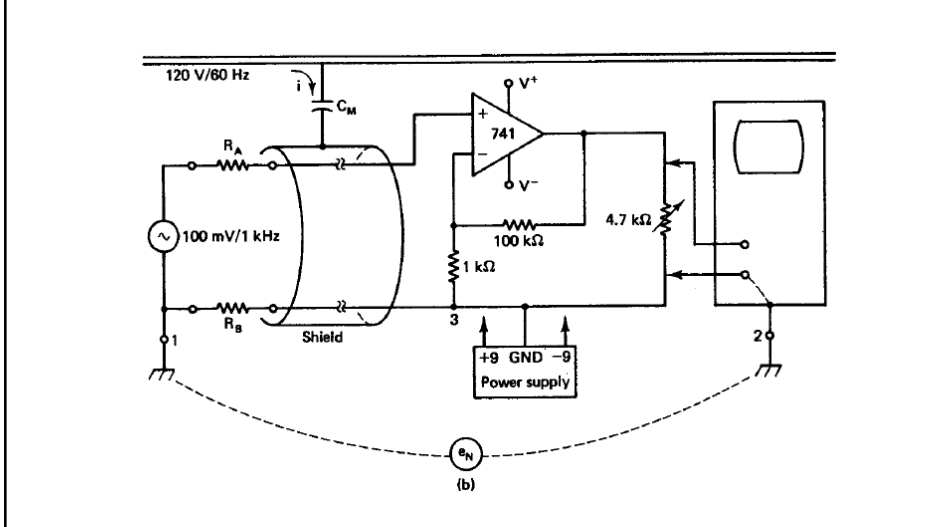 120 V/60 Hz
i
C_M
V⁺
+
741
−
V⁻
R_A
100 mV/1 kHz
4.7 kΩ
100 kΩ
1 kΩ
R_B
Shield
1
3
2
+9 GND −9
Power supply
e_N
(b)